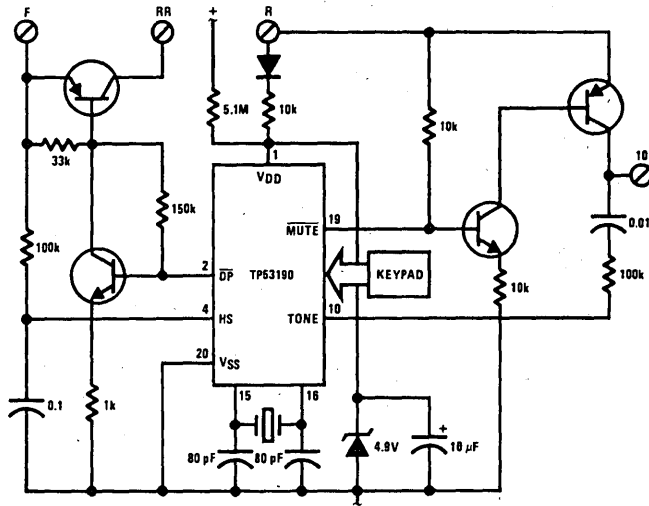 F
RR
+
R
5.1M
10k
33k
10k
1
VDD
10
150k
19
MUTE
0.01
100k
2
DP
TP53190
KEYPAD
10k
100k
4
HS
TONE
10
20
VSS
15
16
0.1
1k
80 pF
80 pF
4.9V
+
10 µF